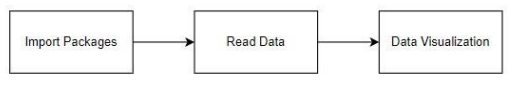 Import Packages
Read Data
Data Visualization